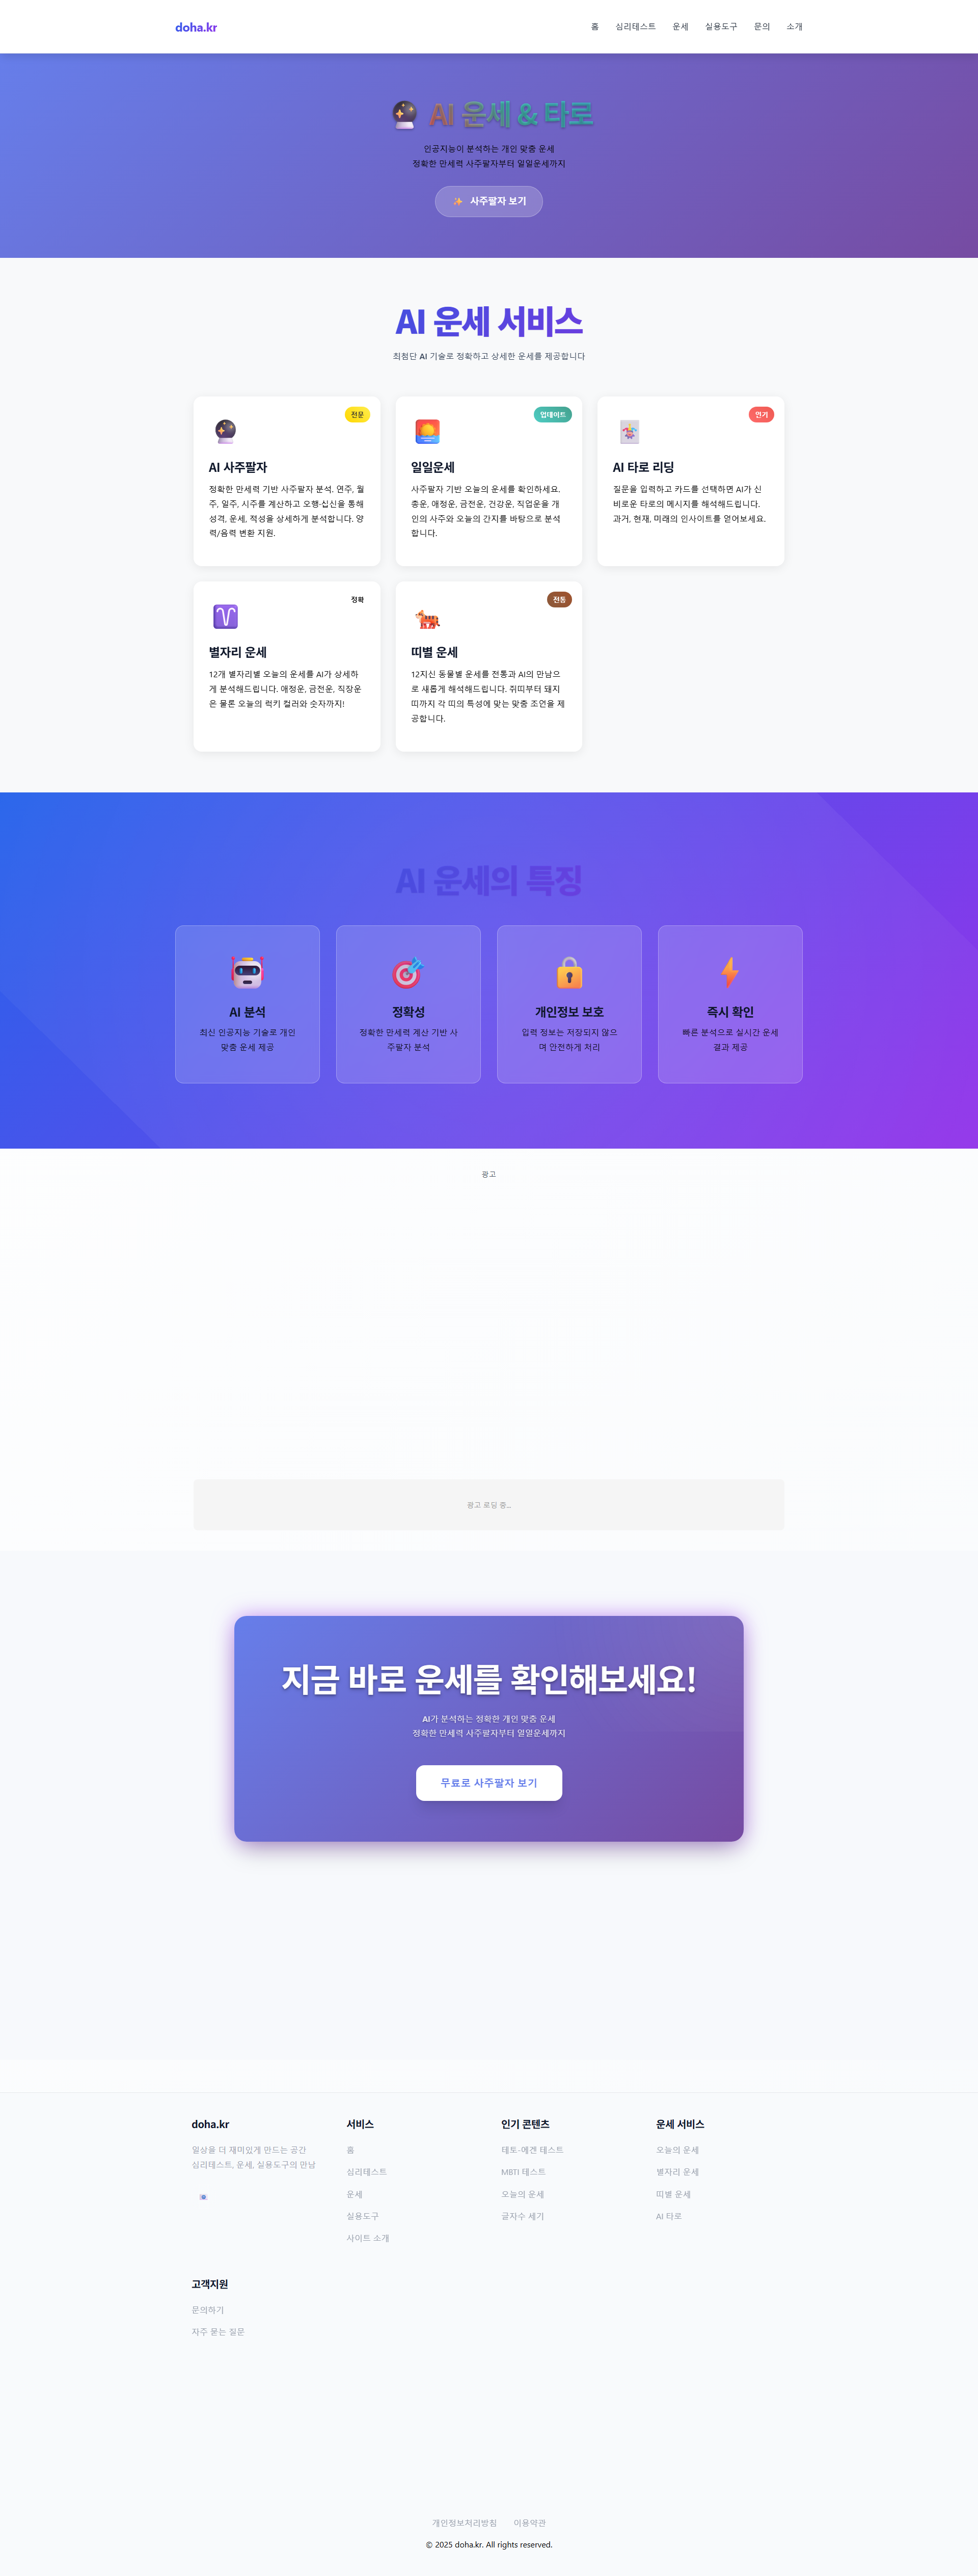 doha.kr
홈 심리테스트 운세 실용도구 문의 소개
AI 운세 & 타로
인공지능이 분석하는 개인 맞춤 운세
정확한 만세력 사주팔자부터 일일운세까지
사주팔자 보기
AI 운세 서비스
최첨단 AI 기술로 정확하고 상세한 운세를 제공합니다
전문
AI 사주팔자
정확한 만세력 기반 사주팔자 분석. 연주, 월
주, 일주, 시주를 계산하고 오행·십신을 통해
성격, 운세, 적성을 상세하게 분석합니다. 양
력/음력 변환 지원.
업데이트
일일운세
사주팔자 기반 오늘의 운세를 확인하세요.
총운, 애정운, 금전운, 건강운, 직업운을 개
인의 사주와 오늘의 간지를 바탕으로 분석
합니다.
인기
AI 타로 리딩
질문을 입력하고 카드를 선택하면 AI가 신
비로운 타로의 메시지를 해석해드립니다.
과거, 현재, 미래의 인사이트를 얻어보세요.
정확
별자리 운세
12개 별자리별 오늘의 운세를 AI가 상세하
게 분석해드립니다. 애정운, 금전운, 직장운
은 물론 오늘의 럭키 컬러와 숫자까지!
전통
띠별 운세
12지신 동물별 운세를 전통과 AI의 만남으
로 새롭게 해석해드립니다. 쥐띠부터 돼지
띠까지 각 띠의 특성에 맞는 맞춤 조언을 제
공합니다.
AI 운세의 특징
AI 분석
최신 인공지능 기술로 개인
맞춤 운세 제공
정확성
정확한 만세력 계산 기반 사
주팔자 분석
개인정보 보호
입력 정보는 저장되지 않으
며 안전하게 처리
즉시 확인
빠른 분석으로 실시간 운세
결과 제공
광고
광고 로딩 중...
지금 바로 운세를 확인해보세요!
AI가 분석하는 정확한 개인 맞춤 운세
정확한 만세력 사주팔자부터 일일운세까지
무료로 사주팔자 보기
doha.kr
일상을 더 재미있게 만드는 공간
심리테스트, 운세, 실용도구의 만남
서비스
홈
심리테스트
운세
실용도구
사이트 소개
인기 콘텐츠
테토-에겐 테스트
MBTI 테스트
오늘의 운세
글자수 세기
운세 서비스
오늘의 운세
별자리 운세
띠별 운세
AI 타로
고객지원
문의하기
자주 묻는 질문
개인정보처리방침 이용약관
© 2025 doha.kr. All rights reserved.